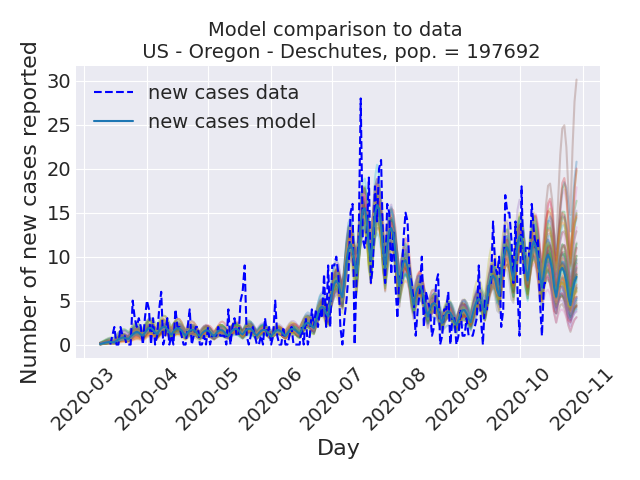 Model comparison to data
US - Oregon - Deschutes, pop. = 197692
Number of new cases reported
30
25
20
15
10
5
0
new cases data
new cases model
2020-03
2020-04
2020-05
2020-06
2020-07
2020-08
2020-09
2020-10
2020-11
Day